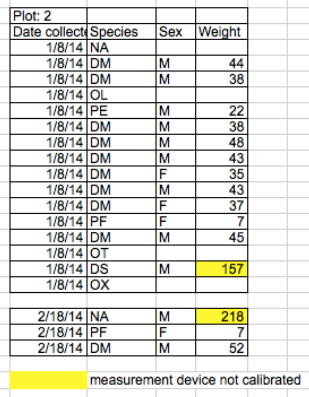 Plot: 2
Date collecte Species Sex Weight
1/8/14 NA
1/8/14 DM M 44
1/8/14 DM M 38
1/8/14 OL
1/8/14 PE M 22
1/8/14 DM M 38
1/8/14 DM M 48
1/8/14 DM M 43
1/8/14 DM F 35
1/8/14 DM M 43
1/8/14 DM F 37
1/8/14 PF F 7
1/8/14 DM M 45
1/8/14 OT
1/8/14 DS M 157
1/8/14 OX
2/18/14 NA M 218
2/18/14 PF F 7
2/18/14 DM M 52
measurement device not calibrated